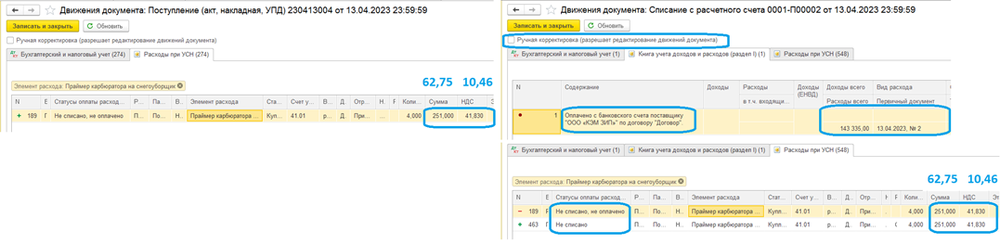 Движения документа: Поступление (акт, накладная, УПД) 230413004 от 13.04.2023 23:59:59
Записать и закрыть
Обновить
Ручная корректировка (разрешает редактирование движений документа)
Бухгалтерский и налоговый учет (274)
Расходы при УСН (274)
62,75 10,46
Элемент расхода: Праймер карбюратора на снегоуборщик
N Е Статусы оплаты расход... Р... П... В... Элемент расхода Ста... Счет у... в... Д... Отр... Н... F Коли... Сумма НДС
189 F Не списано, не оплачено П... П... Н... Праймер карбюратора ... Куп... 41.01 р... Д... При... 4,000 251,000 41,830
Движения документа: Списание с расчетного счета 0001-П00002 от 13.04.2023 23:59:59
Записать и закрыть
Обновить
Ручная корректировка (разрешает редактирование движений документа)
Бухгалтерский и налоговый учет (1)
Книга учета доходов и расходов (раздел I) (1)
Расходы при УСН (548)
N Содержание Доходы Расходы Доходы (ЕНВД) Доходы всего Вид расхода
в т.ч. входящи... Расходы всего Первичный документ
1 Оплачено с банковского счета поставщику
"ООО «КЭМ ЗИП»" по договору "Договор".
143 335,00 13.04.2023, № 2
Бухгалтерский и налоговый учет (1)
Книга учета доходов и расходов (раздел I) (1)
Расходы при УСН (548)
62,75 10,46
Элемент расхода: Праймер карбюратора на снегоуборщик
N Статусы оплаты расход... Р... Па... В... Элемент расхода Стат... Счет у... в... Д... Отр... Коли... Сумма НДС
189 F Не списано, не оплачено П... П... Н... Праймер карбюратора ... Купл... 41.01 р... Д... При... 4,000 251,000 41,830
463 F Не списано П... П... Н... Праймер карбюратора ... Купл... 41.01 р... Д... При... 4,000 251,000 41,830